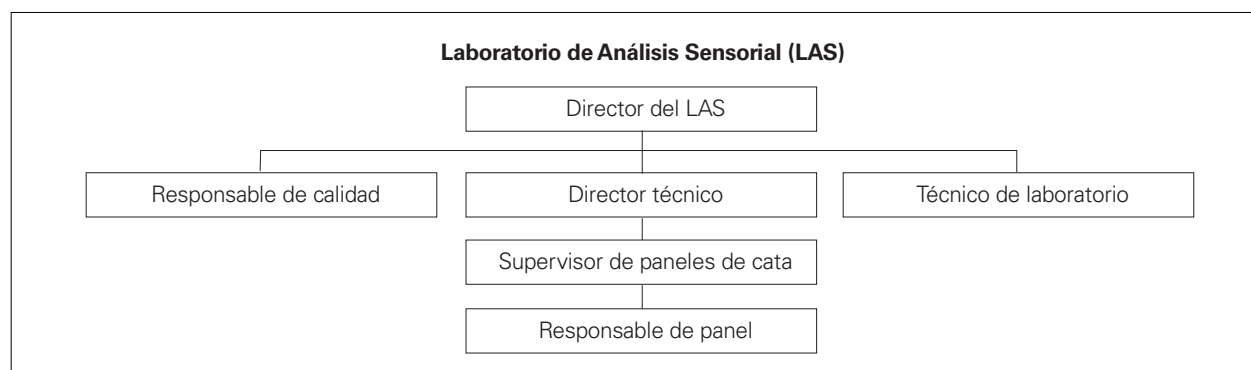 Laboratorio de Análisis Sensorial (LAS)
Director del LAS
Responsable de calidad
Director técnico
Técnico de laboratorio
Supervisor de paneles de cata
Responsable de panel